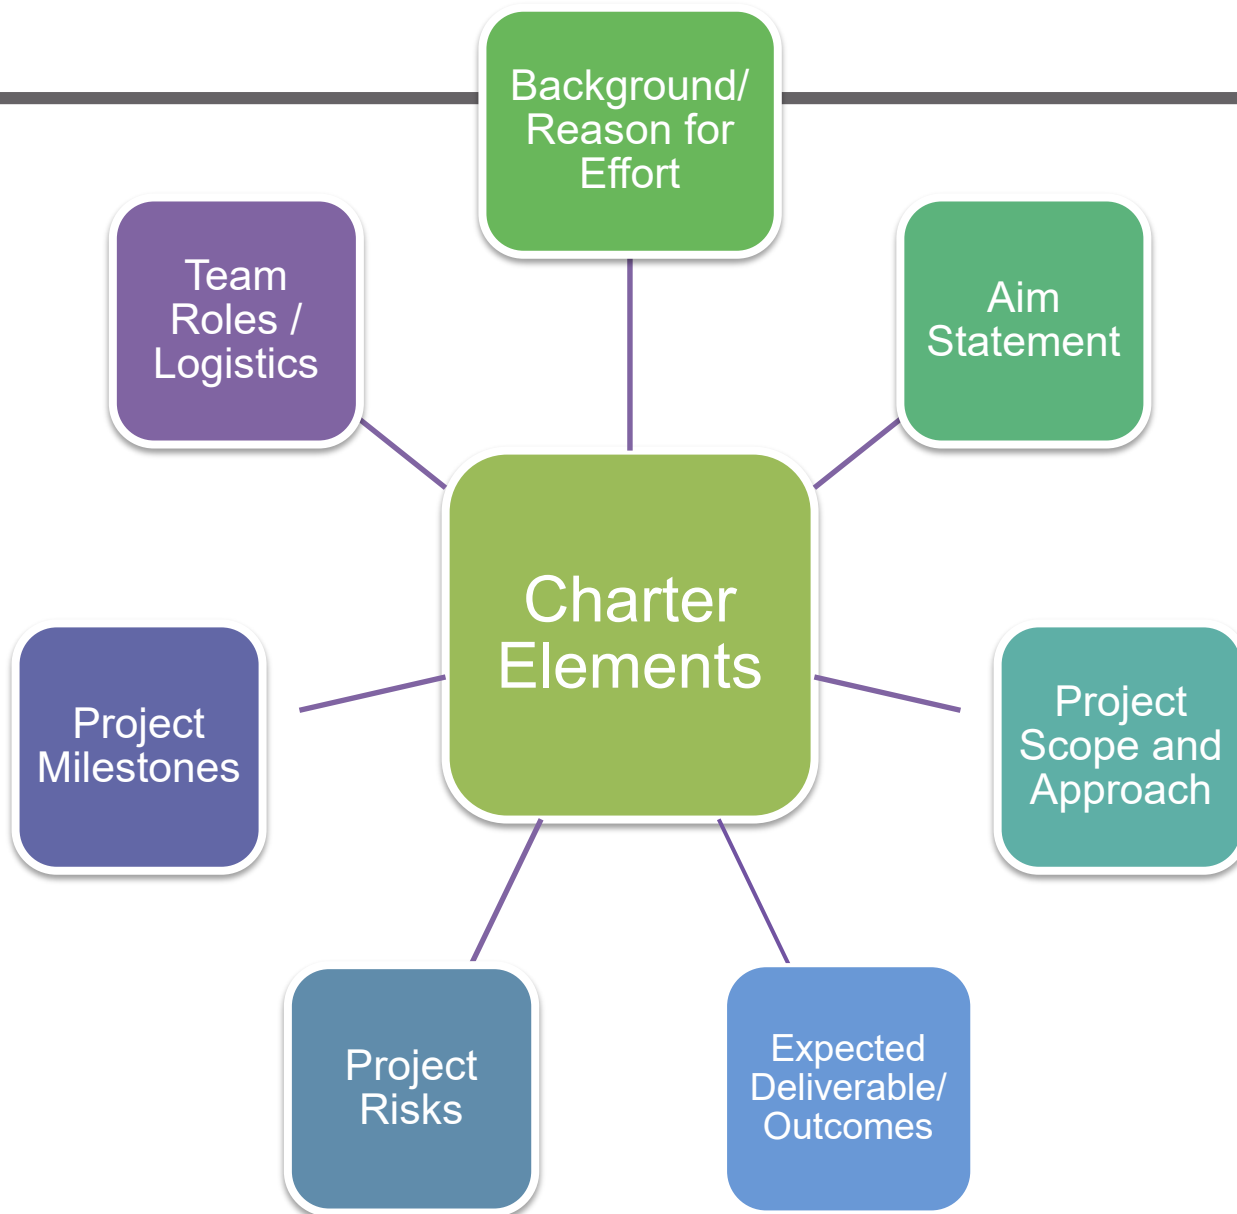 Background/
Reason for
Effort
Team
Roles /
Logistics
Aim
Statement
Charter
Elements
Project
Milestones
Project
Scope and
Approach
Project
Risks
Expected
Deliverable/
Outcomes